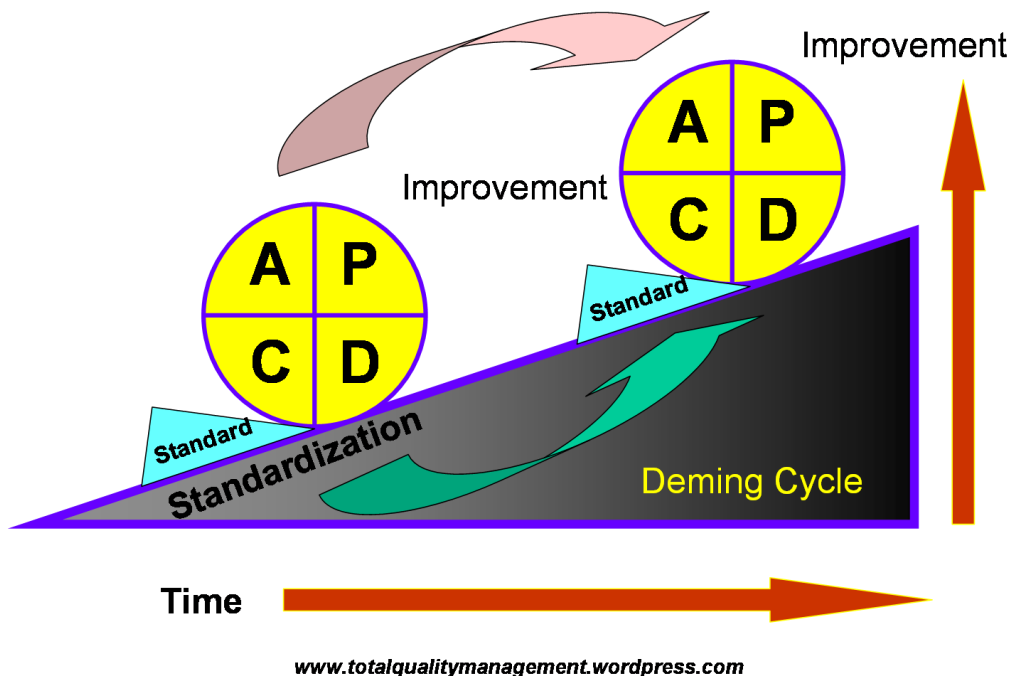 Improvement
A P
C D
Improvement
Standard
A P
C D
Standard
Standardization
Deming Cycle
Time
www.totalqualitymanagement.wordpress.com